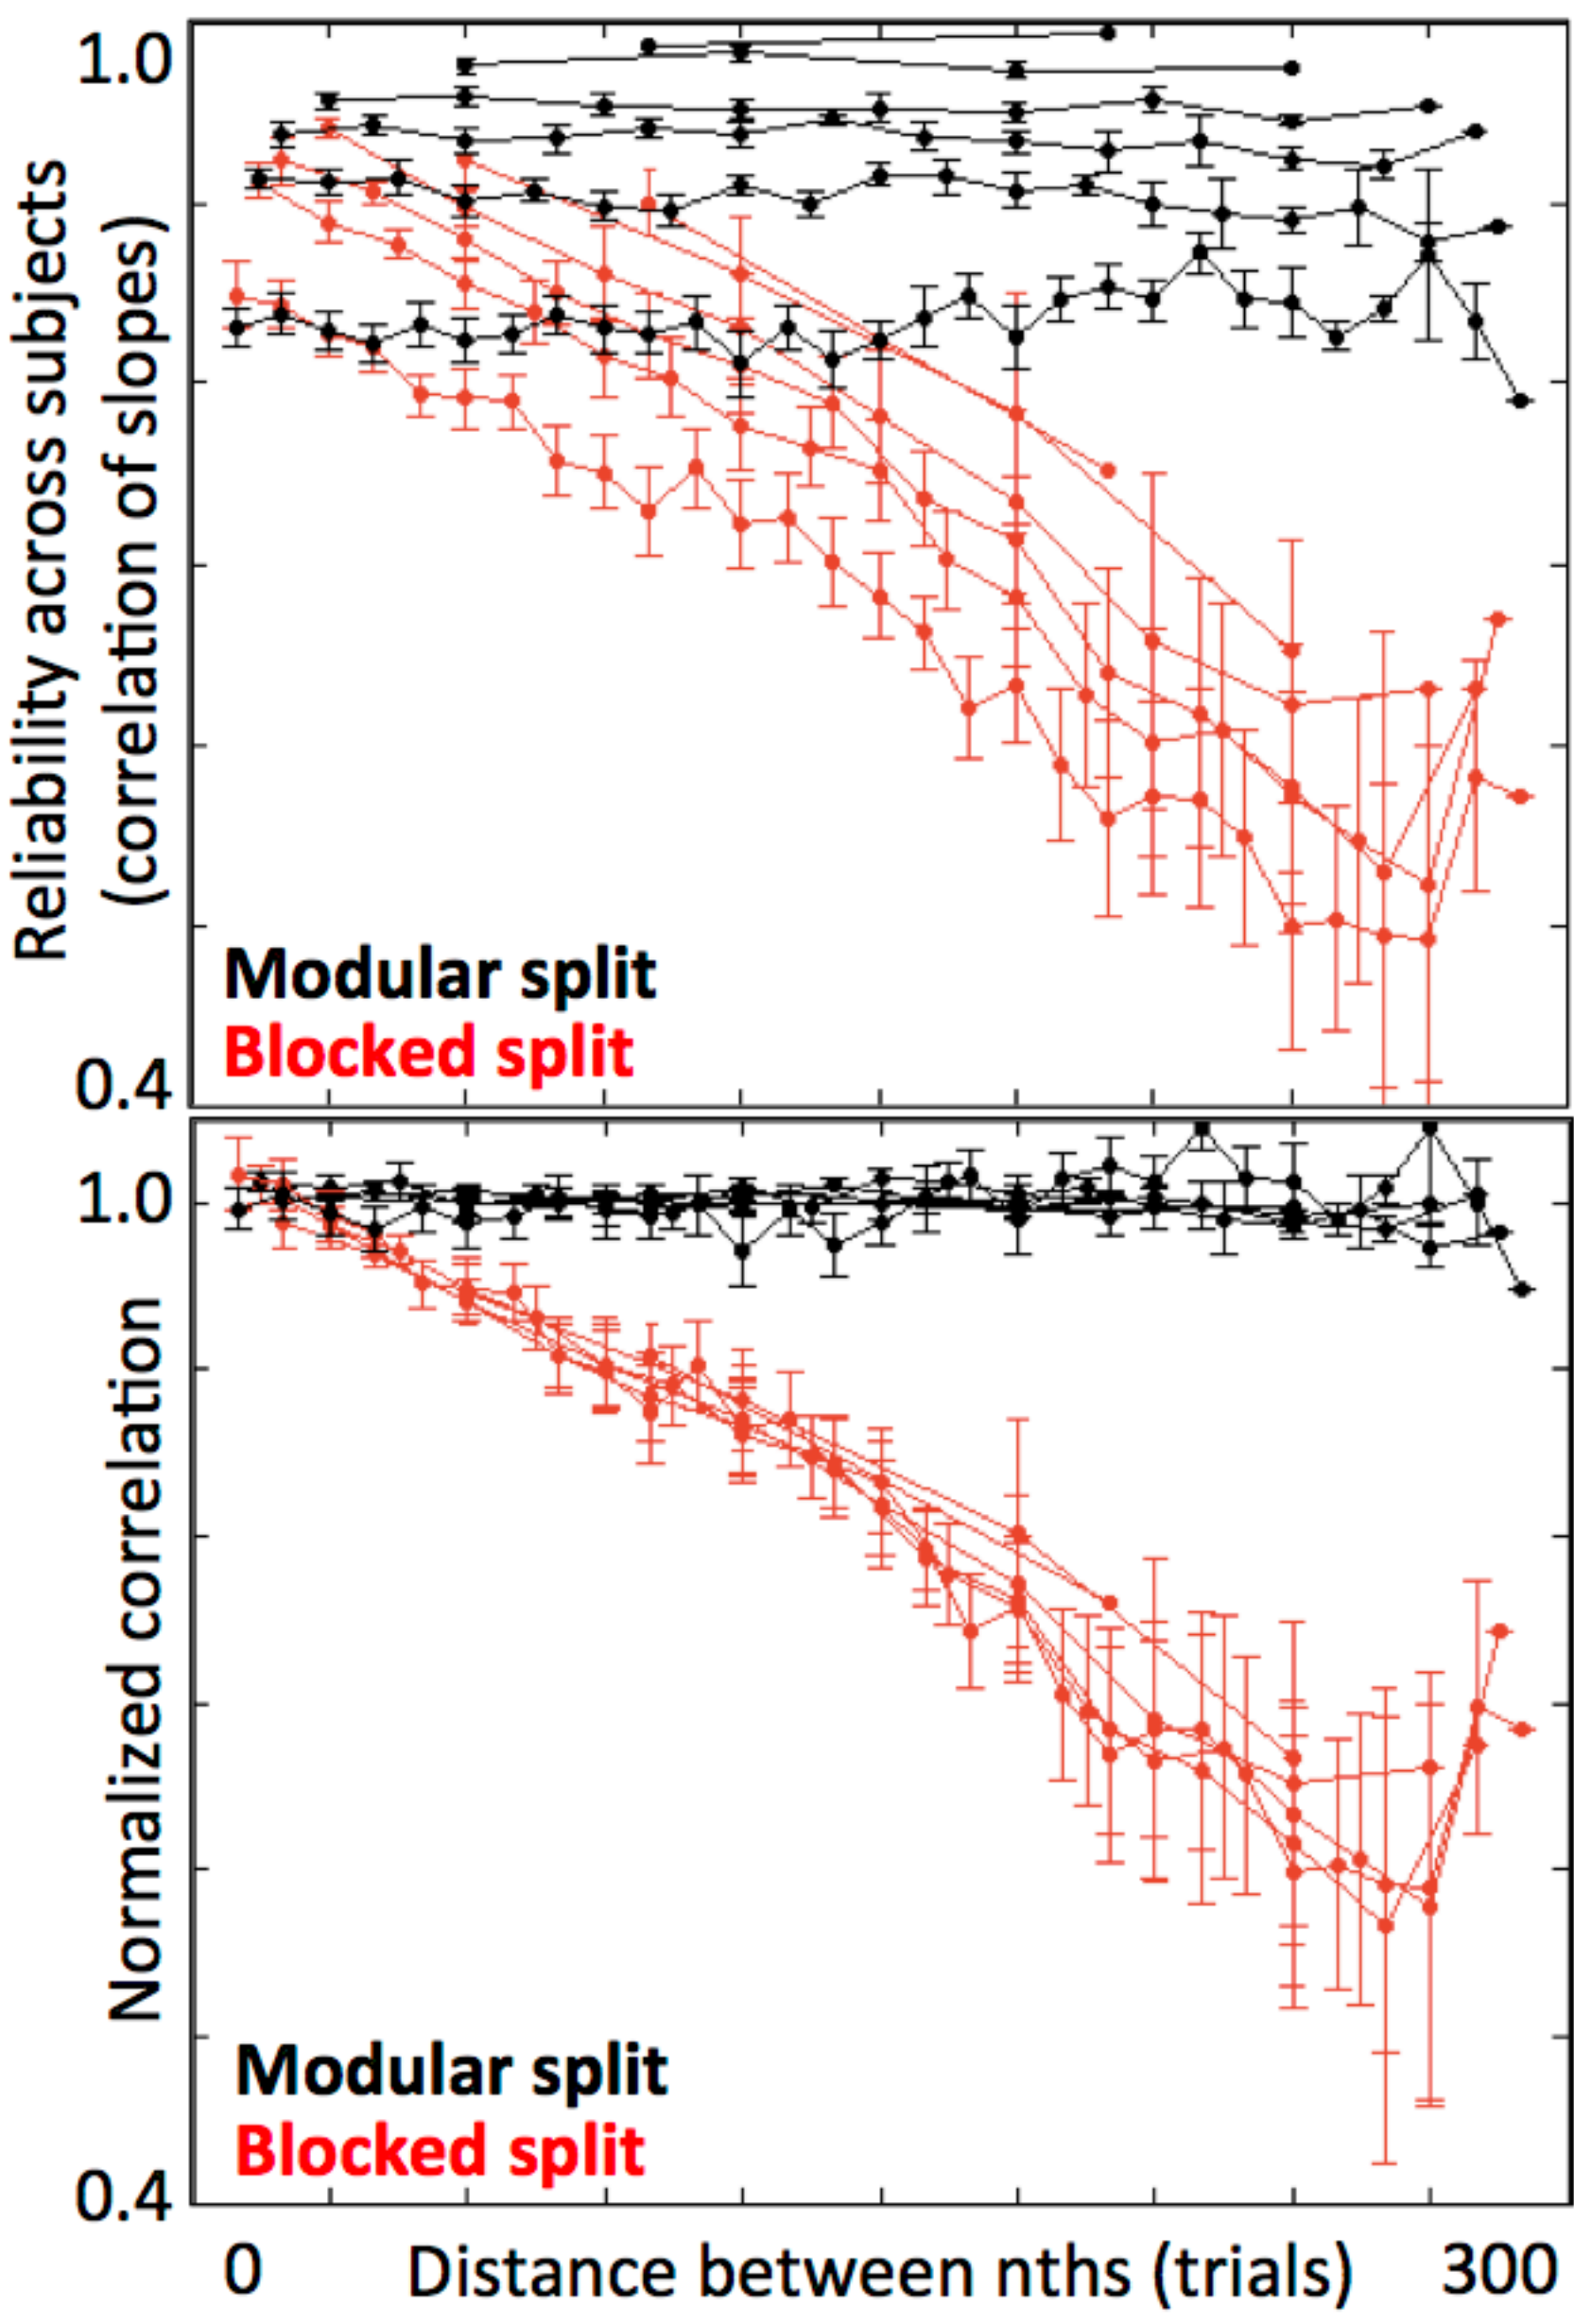 1.0
Reliability across subjects
(correlation of slopes)
Modular split
Blocked split
0.4
1.0
Normalized correlation
Modular split
Blocked split
0.4
0 Distance between nths (trials) 300